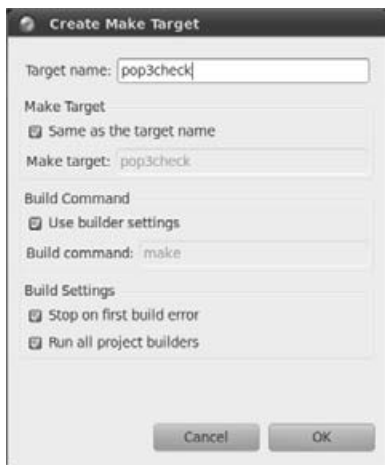 Create Make Target
Target name: pop3check
Make Target
Same as the target name
Make target: pop3check
Build Command
Use builder settings
Build command: make
Build Settings
Stop on first build error
Run all project builders
Cancel OK